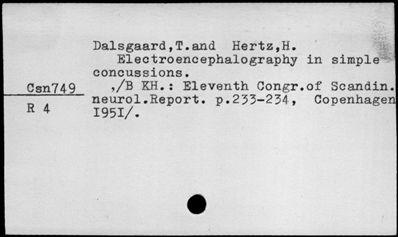 Dalsgaard,T.and Hertz,H.
Electroencephalography in simple
concussions.
Csn749
,/B KH.: Eleventh Congr.of Scandin.
R 4
neurol.Report. p.233-234, Copenhagen
I95I/.